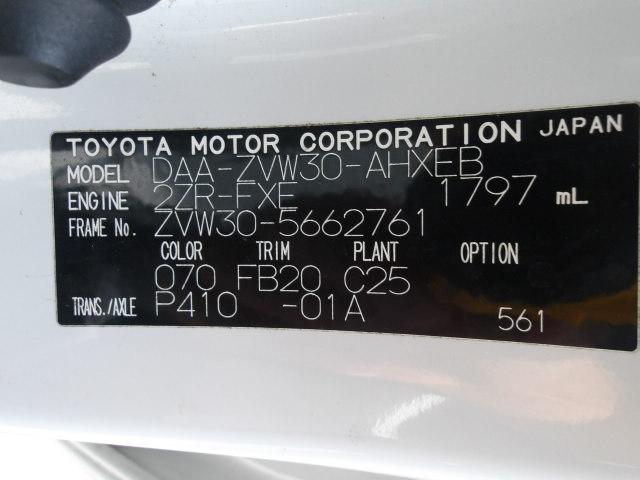 TOYOTA MOTOR CORPORATION JAPAN
MODEL DAA-ZVW30-AHXEB
ENGINE 2ZR-FXE 1797 mL
FRAME No. ZVW30-5662761
COLOR TRIM PLANT OPTION
070 FB20 C25
TRANS./AXLE P410 -01A 561